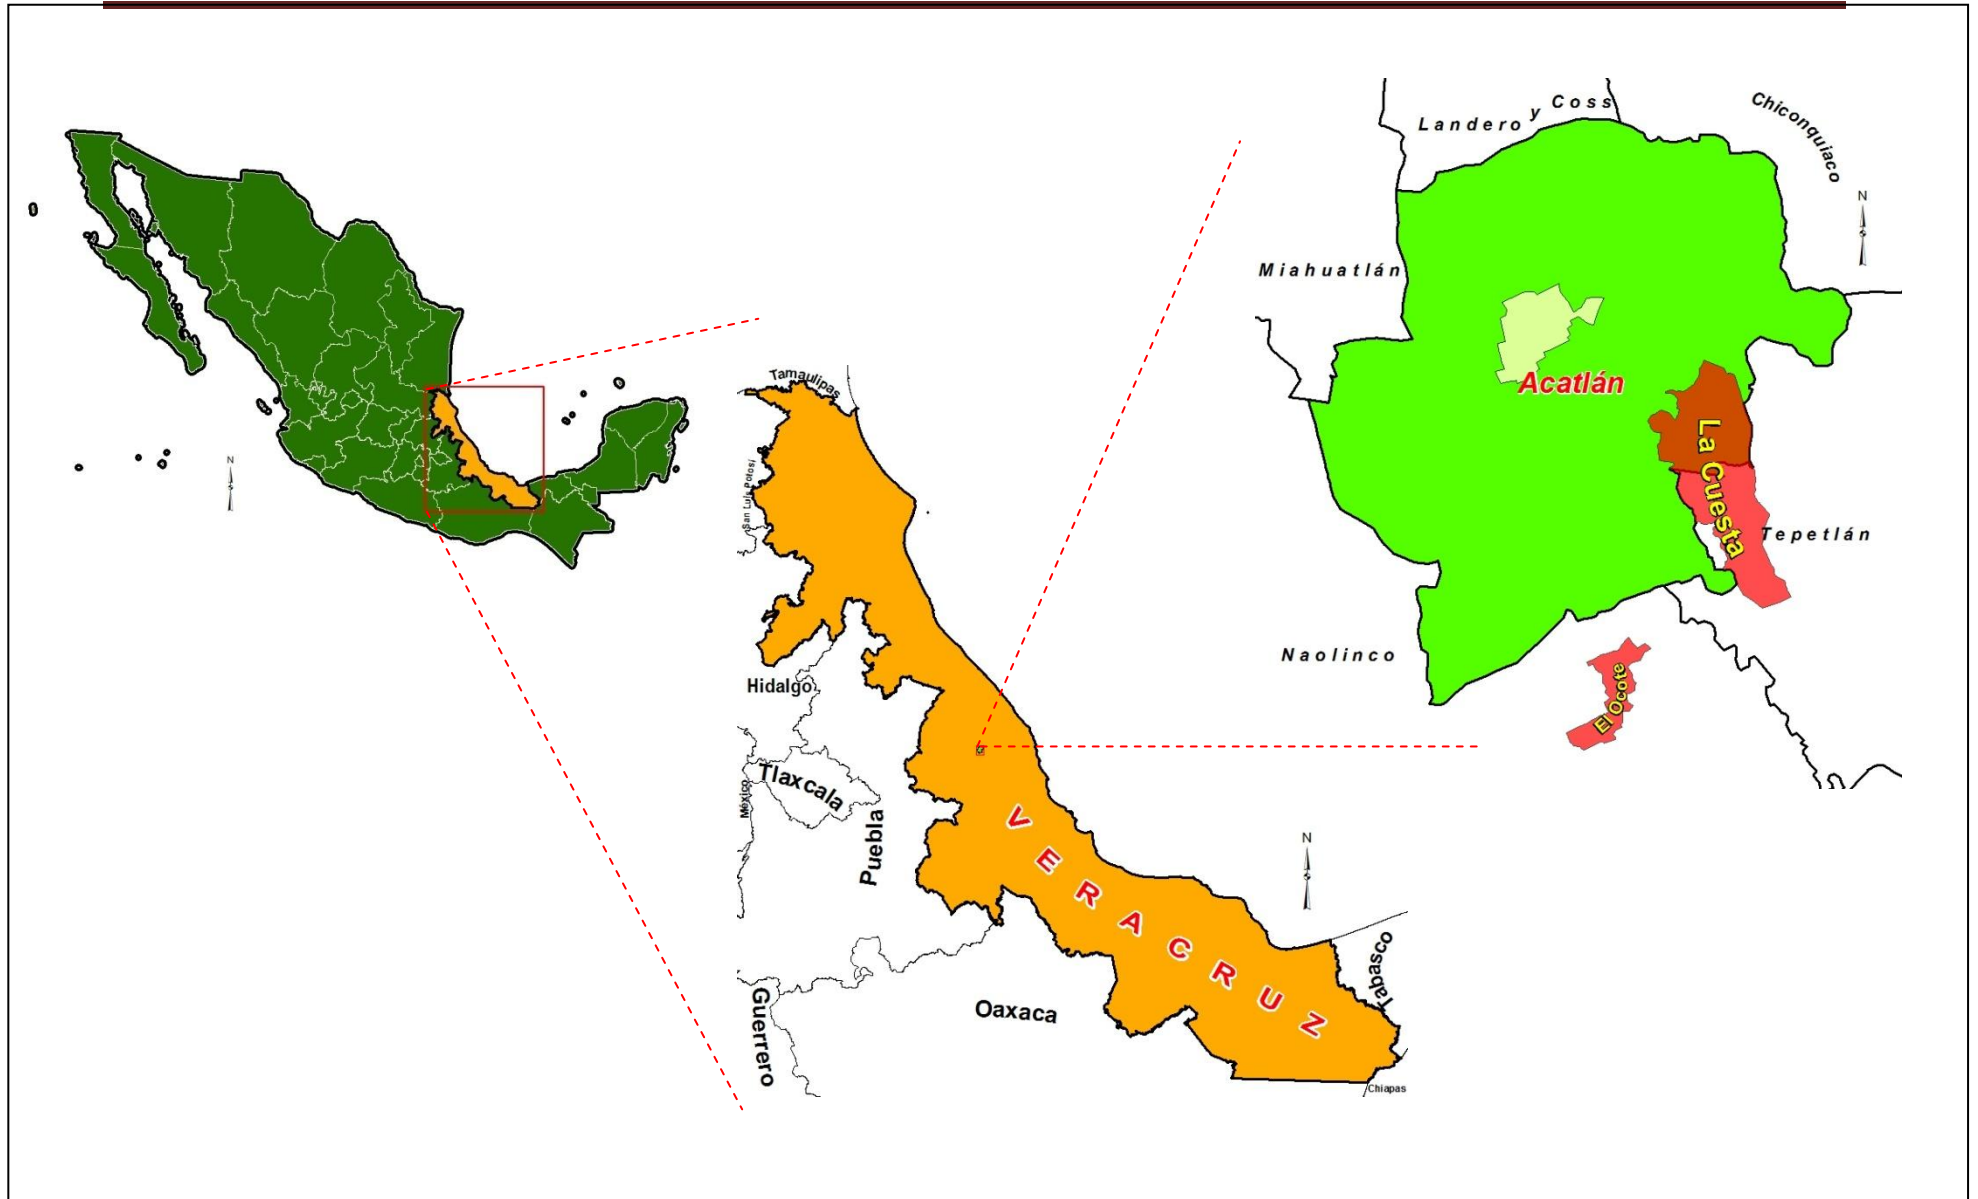 N
Tamaulipas
San Luis Potosí
Hidalgo
Tlaxcala
México
Puebla
VERACRUZ
N
Tabasco
Oaxaca
Guerrero
Chiapas
Landero y Coss
Chiconquiaco
N
Miahuatlán
Acatlán
La Cuesta
Tepetlán
Naolinco
El Ocote